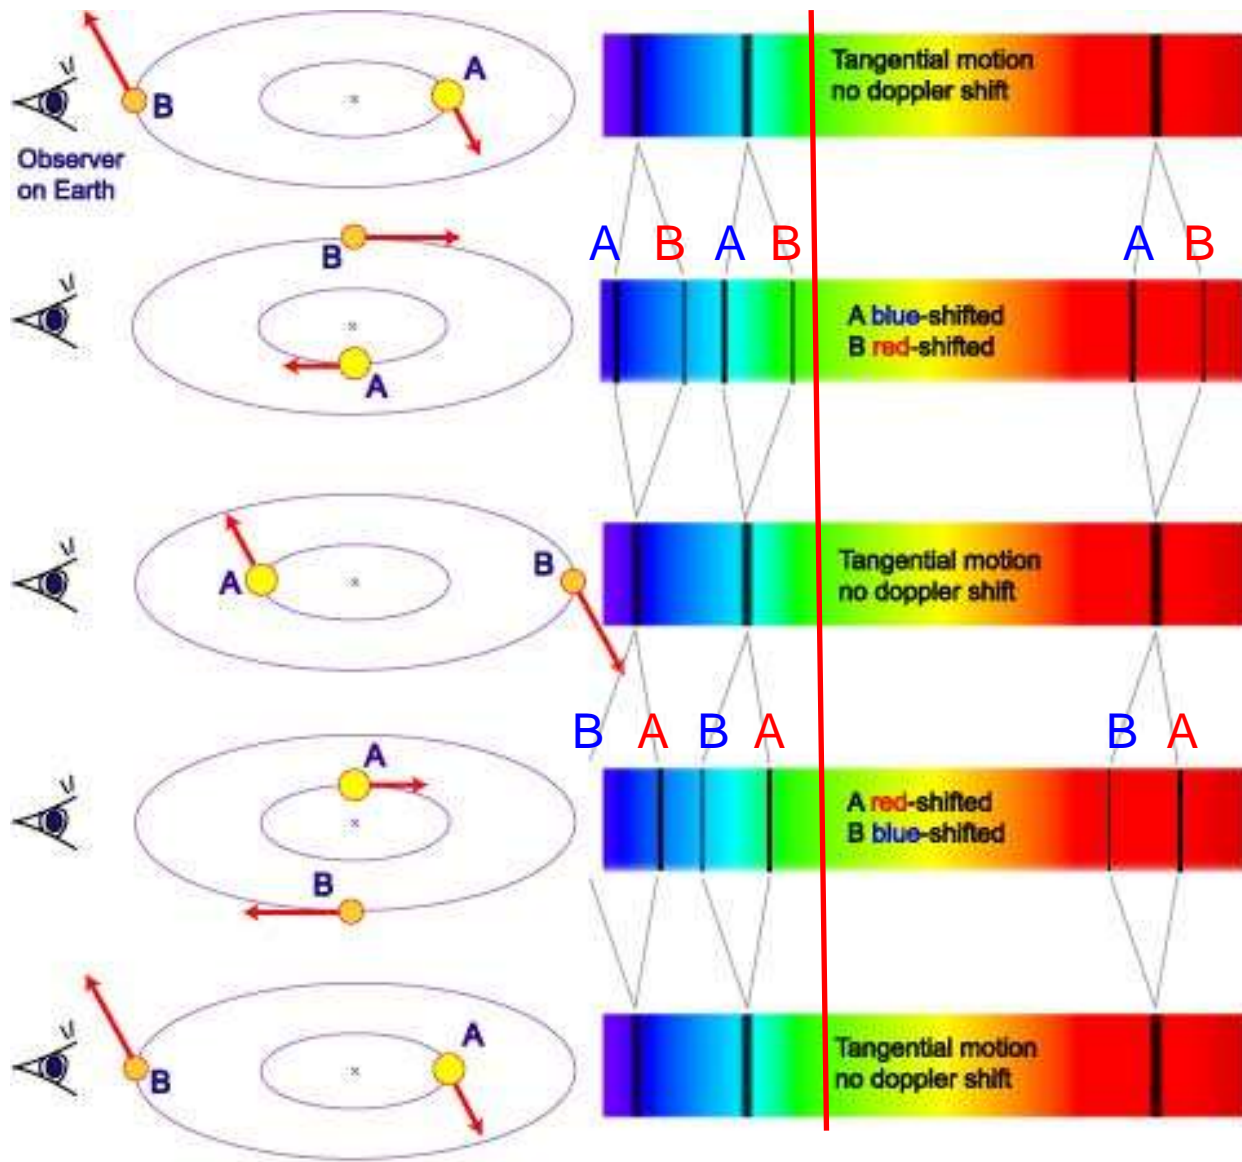 A
B
Tangential motion
no doppler shift
Observer
on Earth
B
A
A B A B A B
A blue-shifted
B red-shifted
A
B
Tangential motion
no doppler shift
A
B
B A B A B A
A red-shifted
B blue-shifted
A
B
Tangential motion
no doppler shift